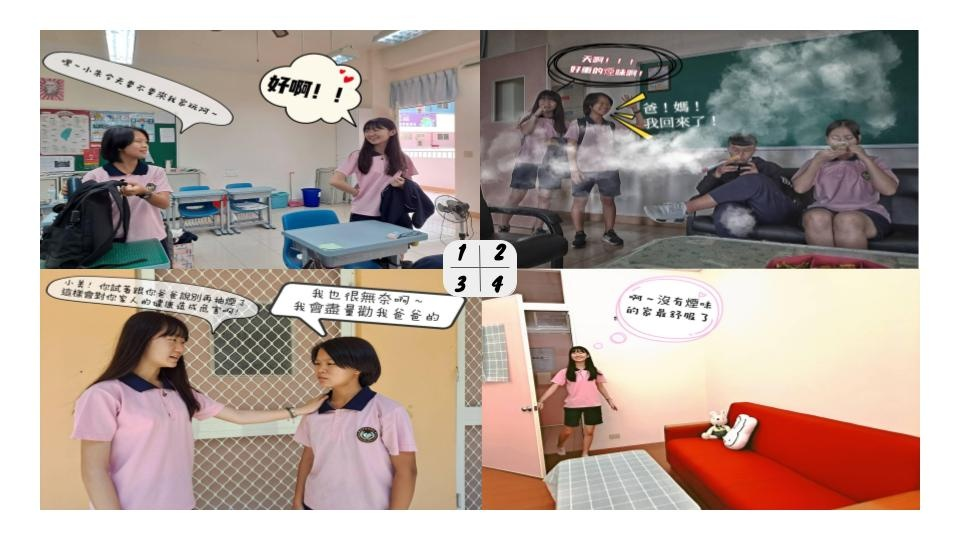 嘿~小朱今天要不要來我家玩阿~
好啊！！
天啊！！！
好重的煙味啊！
爸！媽！
我回來了！
1 2
3 4
小美！你試著跟你爸爸說別再抽煙了
這樣會對你家人的健康造成危害啊！
我也很無奈啊~
我會盡量勸我爸爸的
啊~沒有煙味
的家最舒服了